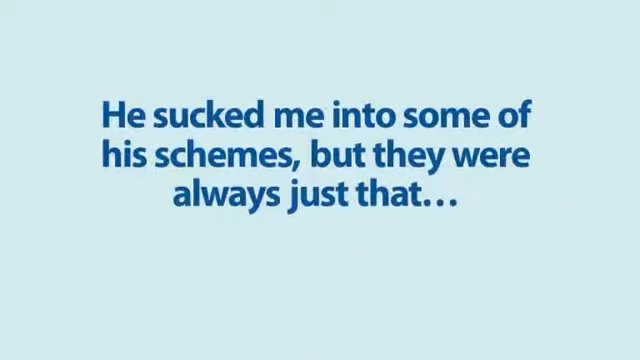 He sucked me into some of
his schemes, but they were
always just that…